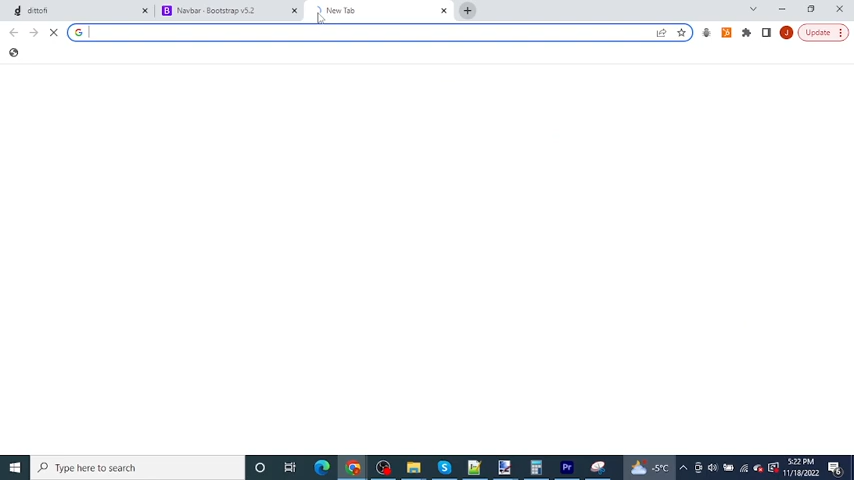 dittofi
Navbar · Bootstrap v5.2
New Tab
Update
Type here to search
-5°C
5:22 PM
11/18/2022